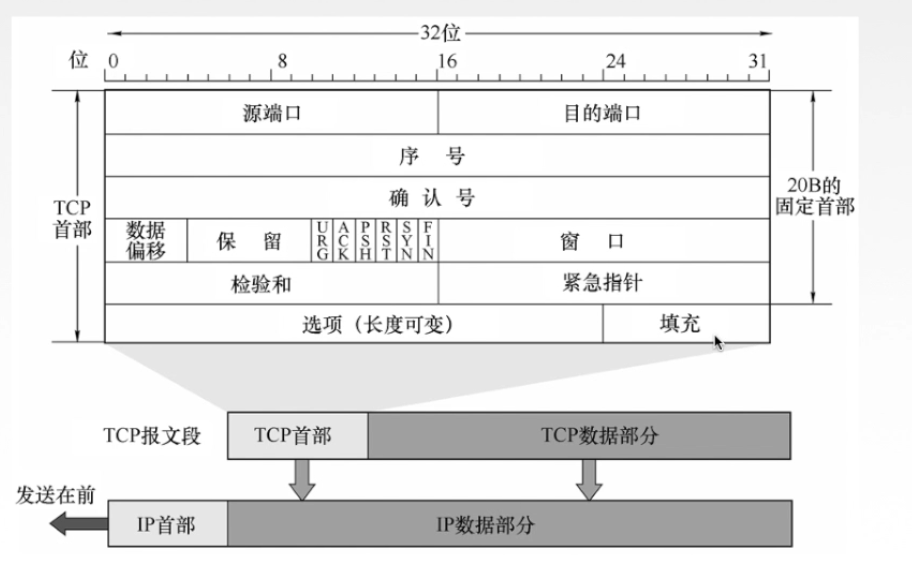 32位
位 0 8 16 24 31
源端口 目的端口
序 号
TCP首部
确 认 号
20B的固定首部
数据偏移 保 留 URG ACK PSH RST SYN FIN 窗 口
检验和 紧急指针
选项（长度可变） 填充
TCP报文段 TCP首部 TCP数据部分
发送在前
IP首部 IP数据部分